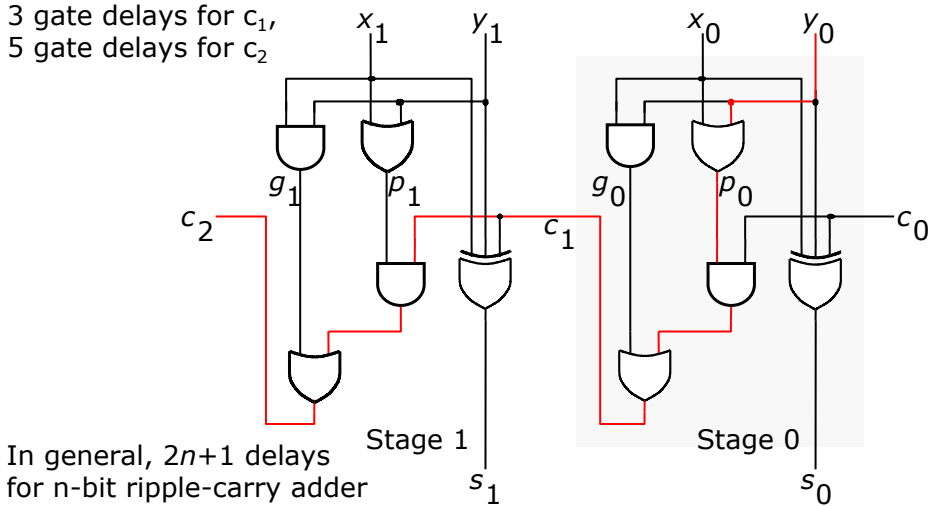 3 gate delays for c₁,
5 gate delays for c₂
x₁ y₁ x₀ y₀
g₁ p₁ g₀ p₀
c₂ c₁ c₀
Stage 1 Stage 0
In general, 2n+1 delays
for n-bit ripple-carry adder
s₁ s₀